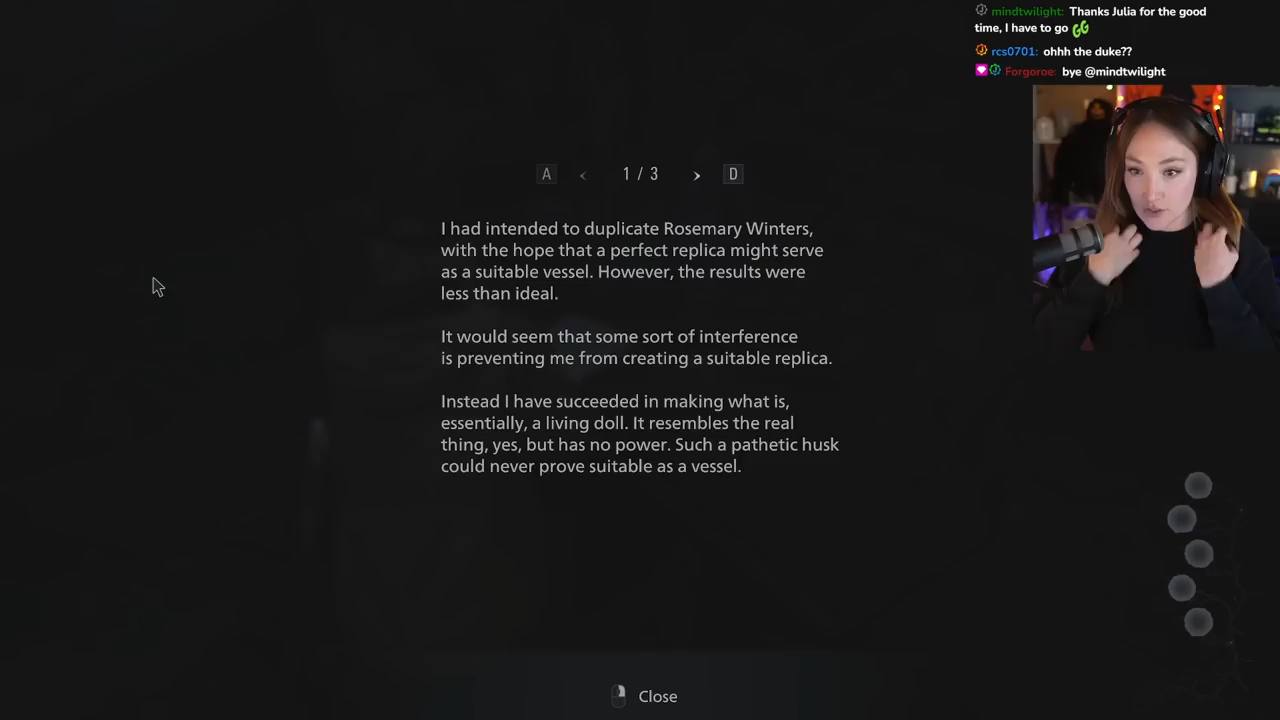 mindtwilight: Thanks Julia for the good
time, I have to go
rcs0701: ohhh the duke??
Forgoroe: bye @mindtwilight
A < 1 / 3 > D
I had intended to duplicate Rosemary Winters,
with the hope that a perfect replica might serve
as a suitable vessel. However, the results were
less than ideal.
It would seem that some sort of interference
is preventing me from creating a suitable replica.
Instead I have succeeded in making what is,
essentially, a living doll. It resembles the real
thing, yes, but has no power. Such a pathetic husk
could never prove suitable as a vessel.
Close